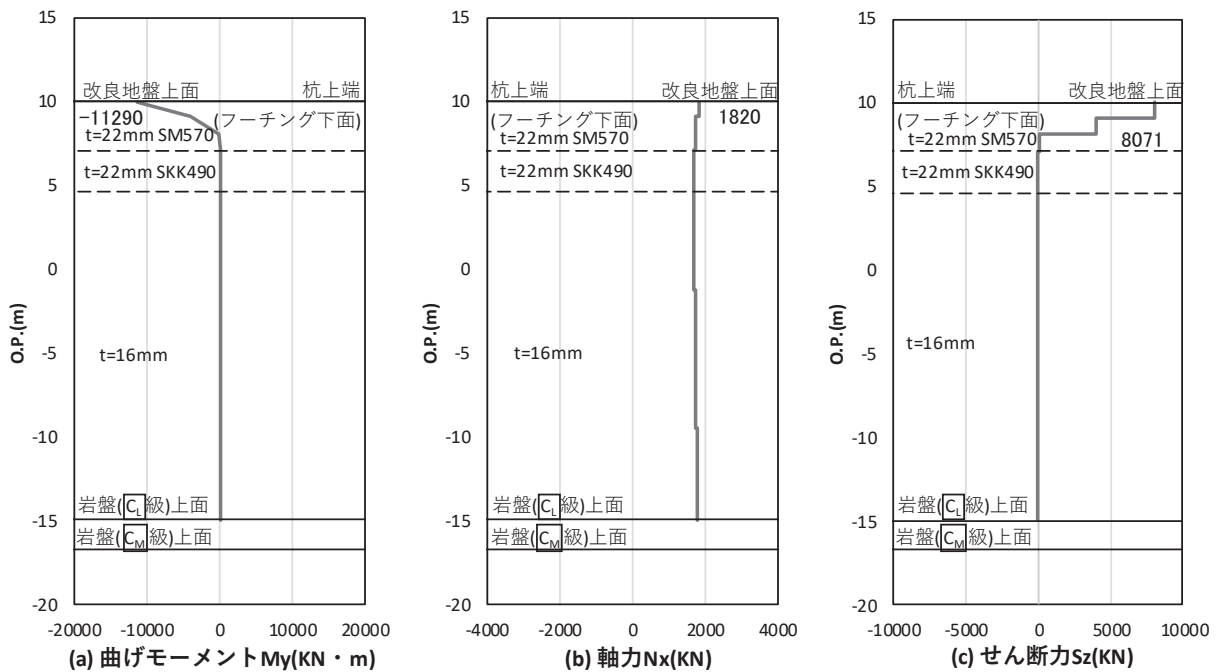 15
改良地盤上面 杭上端
10
-11290 (フーチング下面)
t=22mm SM570
t=22mm SKK490
5
0
O.P.(m)
-5
t=16mm
-10
岩盤(CL級)上面
-15
岩盤(CM級)上面
-20
-20000 -10000 0 10000 20000
(a) 曲げモーメントMy(KN・m)
15
杭上端 改良地盤上面
10
(フーチング下面) 1820
t=22mm SM570
t=22mm SKK490
5
0
O.P.(m)
-5
t=16mm
-10
岩盤(CL級)上面
-15
岩盤(CM級)上面
-20
-4000 -2000 0 2000 4000
(b) 軸力Nx(KN)
15
杭上端 改良地盤上面
10
(フーチング下面)
t=22mm SM570 8071
t=22mm SKK490
5
0
O.P.(m)
-5
t=16mm
-10
岩盤(CL級)上面
-15
岩盤(CM級)上面
-20
-10000 -5000 0 5000 10000
(c) せん断力Sz(KN)